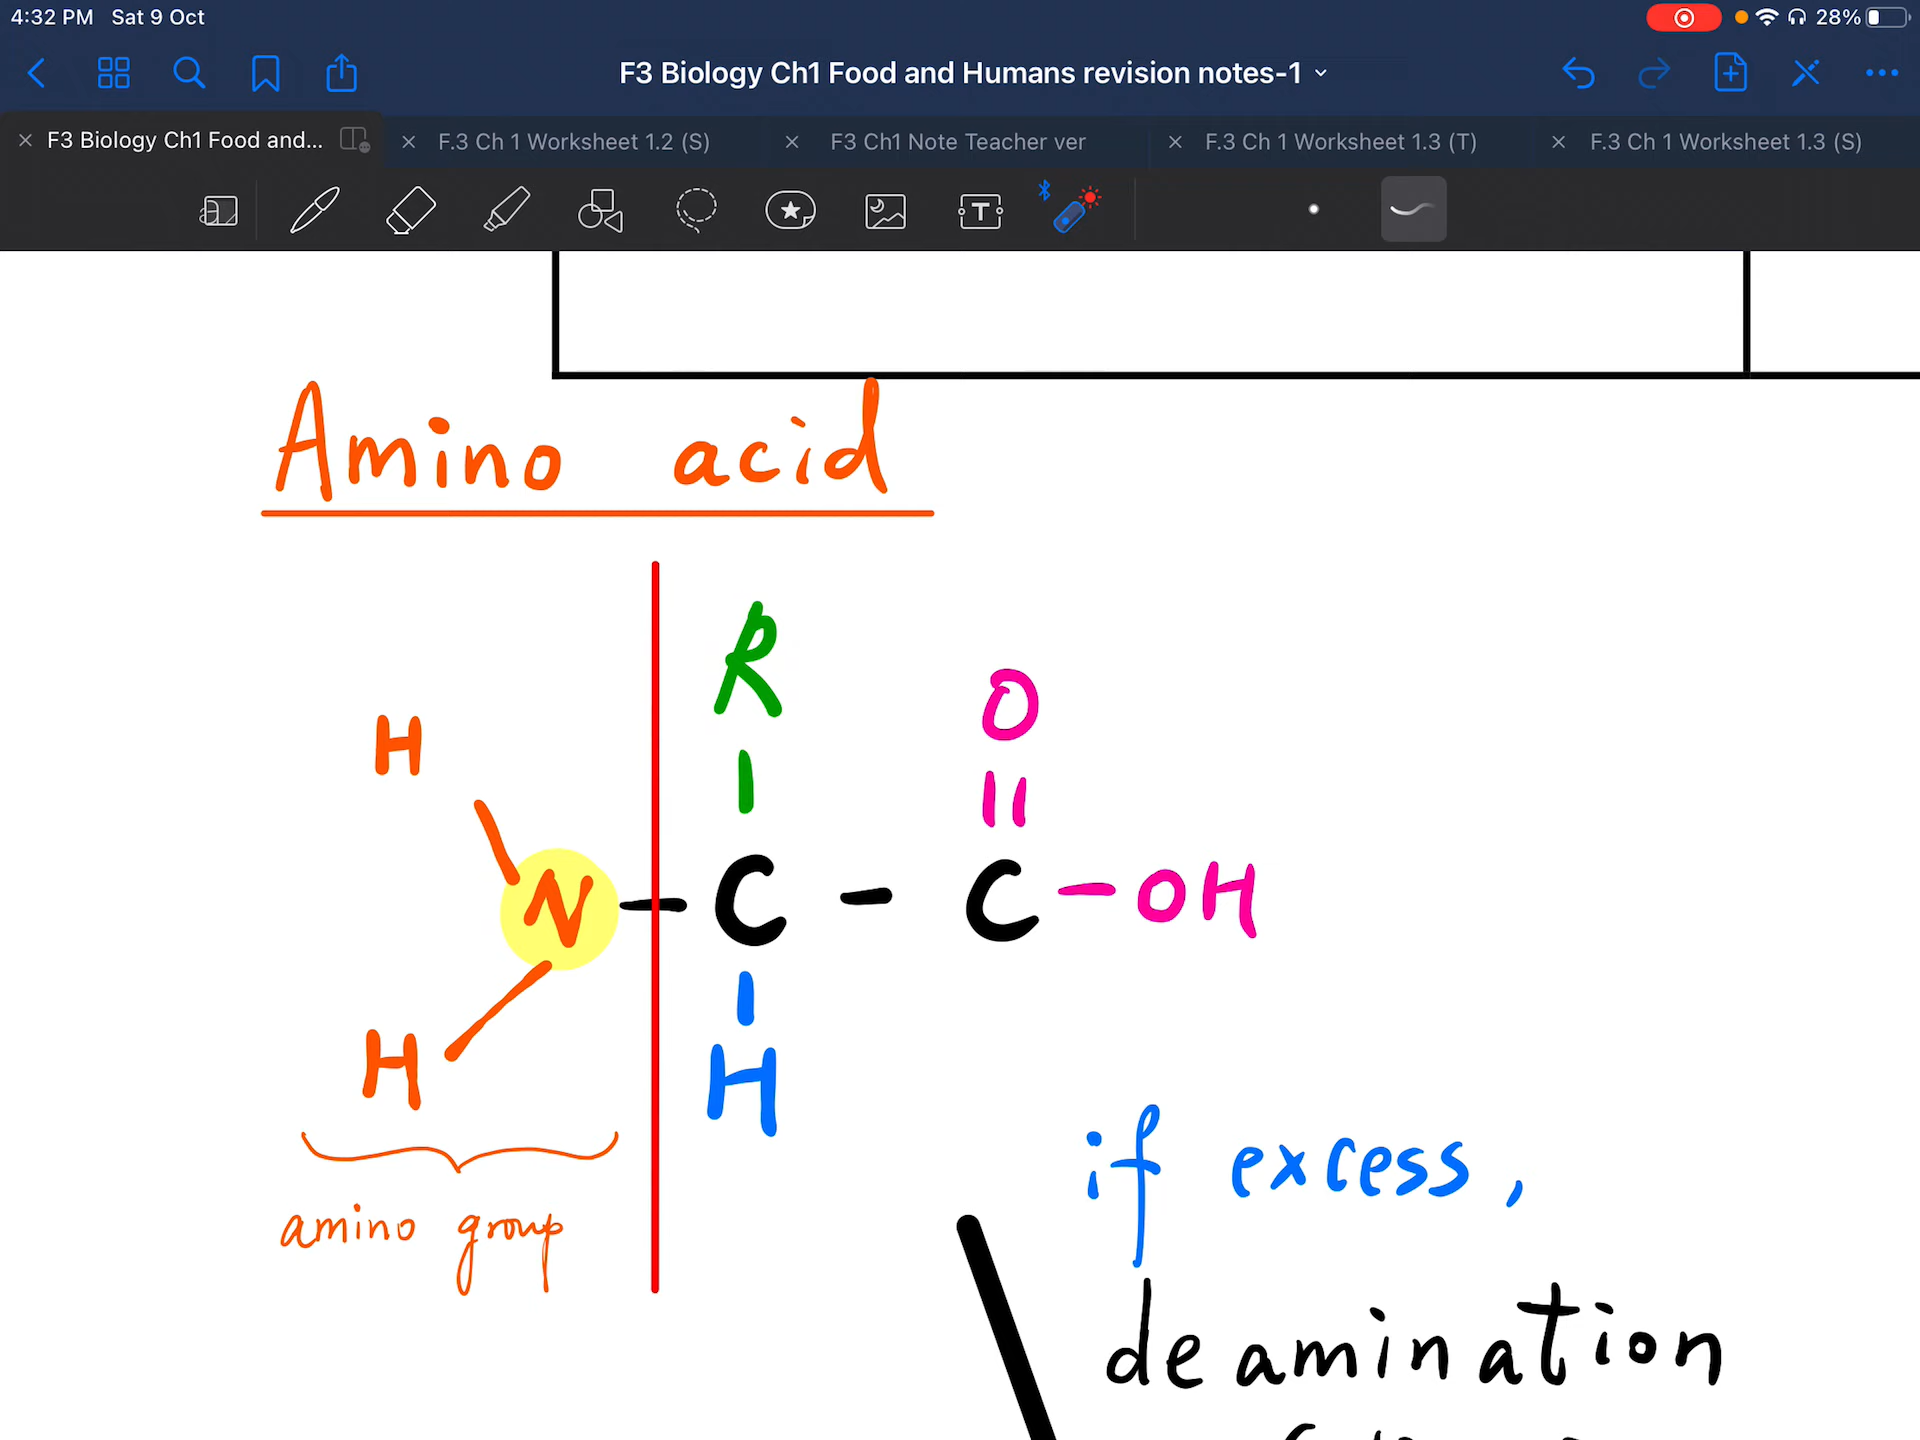 4:32 PM Sat 9 Oct 28%
F3 Biology Ch1 Food and Humans revision notes-1
F3 Biology Ch1 Food and... F.3 Ch 1 Worksheet 1.2 (S) F3 Ch1 Note Teacher ver F.3 Ch 1 Worksheet 1.3 (T) F.3 Ch 1 Worksheet 1.3 (S)
T
Amino acid
R
O
H
N - C - C - OH
H
H
amino group
if excess,
deamination